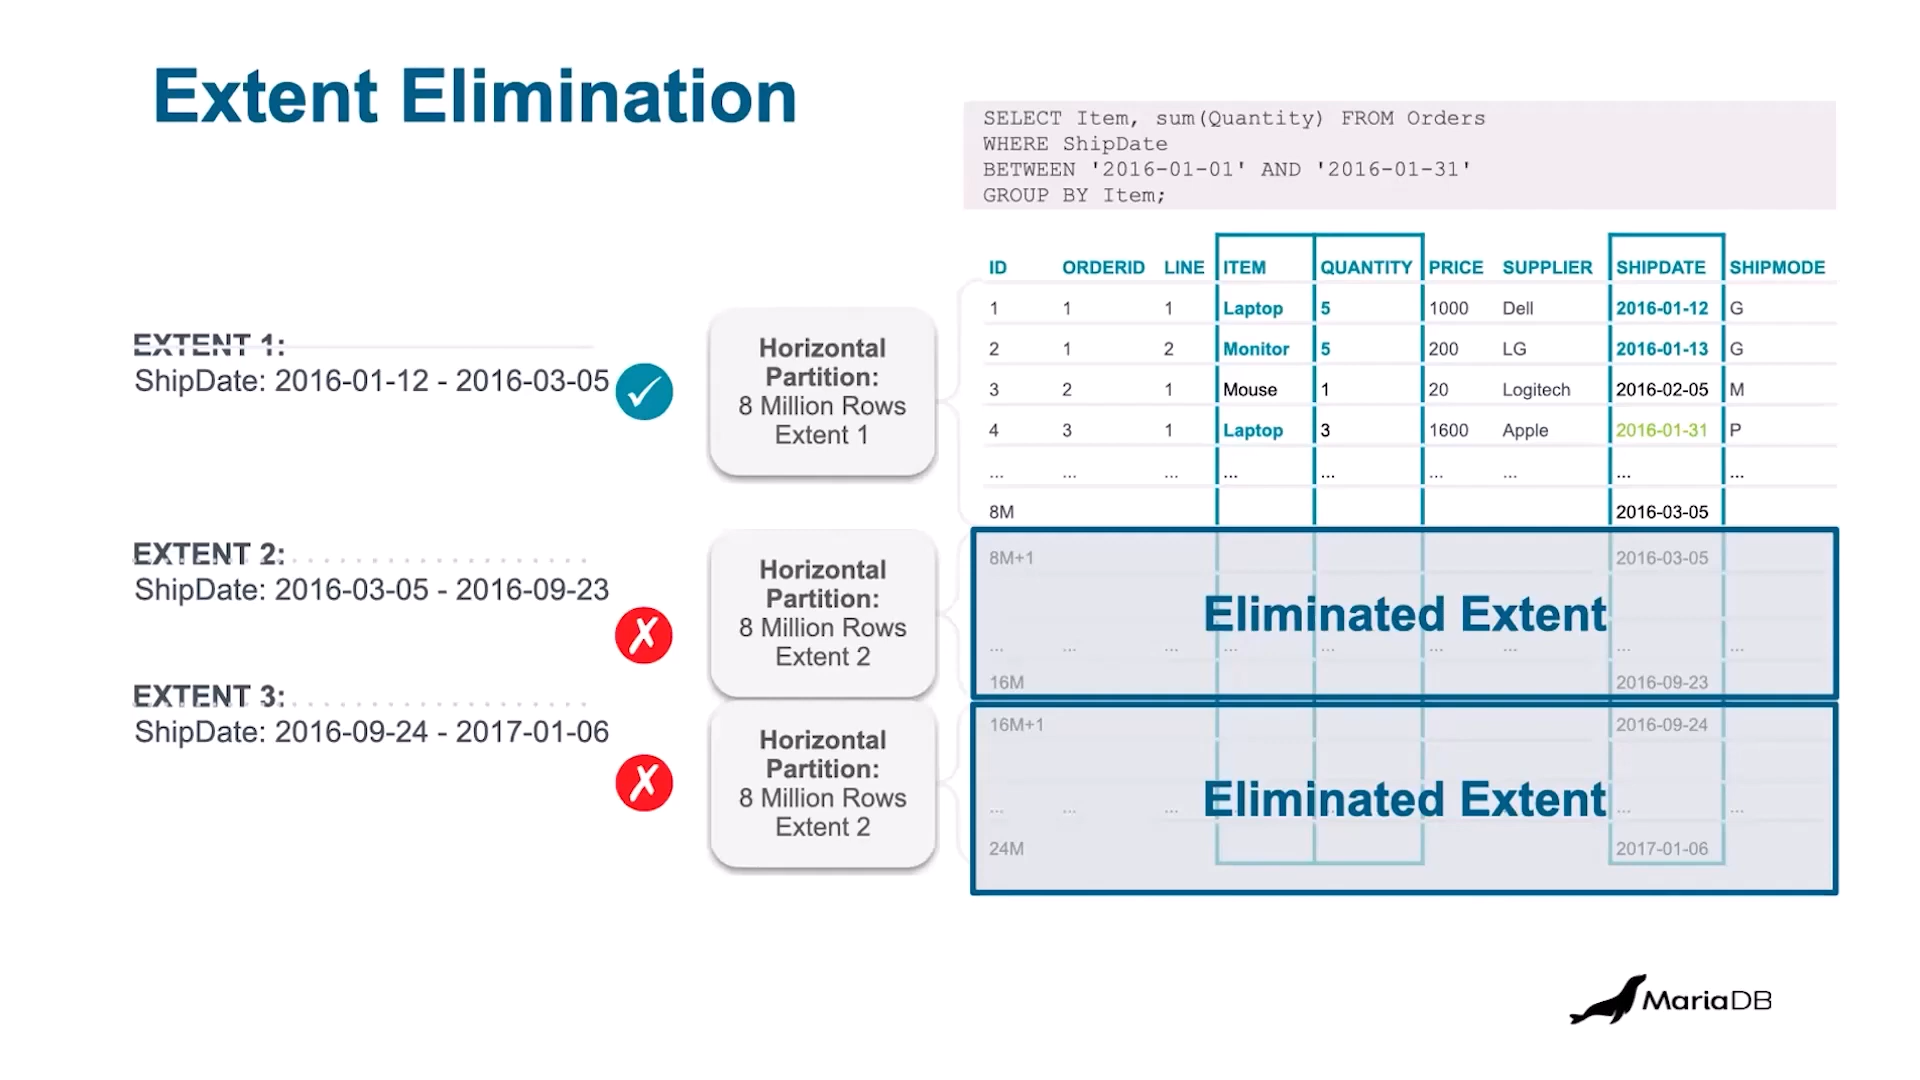 Extent Elimination
SELECT Item, sum(Quantity) FROM Orders
WHERE ShipDate
BETWEEN '2016-01-01' AND '2016-01-31'
GROUP BY Item;
ID ORDERID LINE ITEM QUANTITY PRICE SUPPLIER SHIPDATE SHIPMODE
1 1 1 Laptop 5 1000 Dell 2016-01-12 G
2 1 2 Monitor 5 200 LG 2016-01-13 G
3 2 1 Mouse 1 20 Logitech 2016-02-05 M
4 3 1 Laptop 3 1600 Apple 2016-01-31 P
... ... ... ... ... ... ... ... ...
8M 2016-03-05
8M+1 2016-03-05
Eliminated Extent
... ... ... ... ... ... ... ... ...
16M 2016-09-23
16M+1 2016-09-24
Eliminated Extent
... ... ... ... ...
24M 2017-01-06
EXTENT 1:
ShipDate: 2016-01-12 - 2016-03-05
Horizontal
Partition:
8 Million Rows
Extent 1
EXTENT 2:
ShipDate: 2016-03-05 - 2016-09-23
Horizontal
Partition:
8 Million Rows
Extent 2
EXTENT 3:
ShipDate: 2016-09-24 - 2017-01-06
Horizontal
Partition:
8 Million Rows
Extent 2
MariaDB